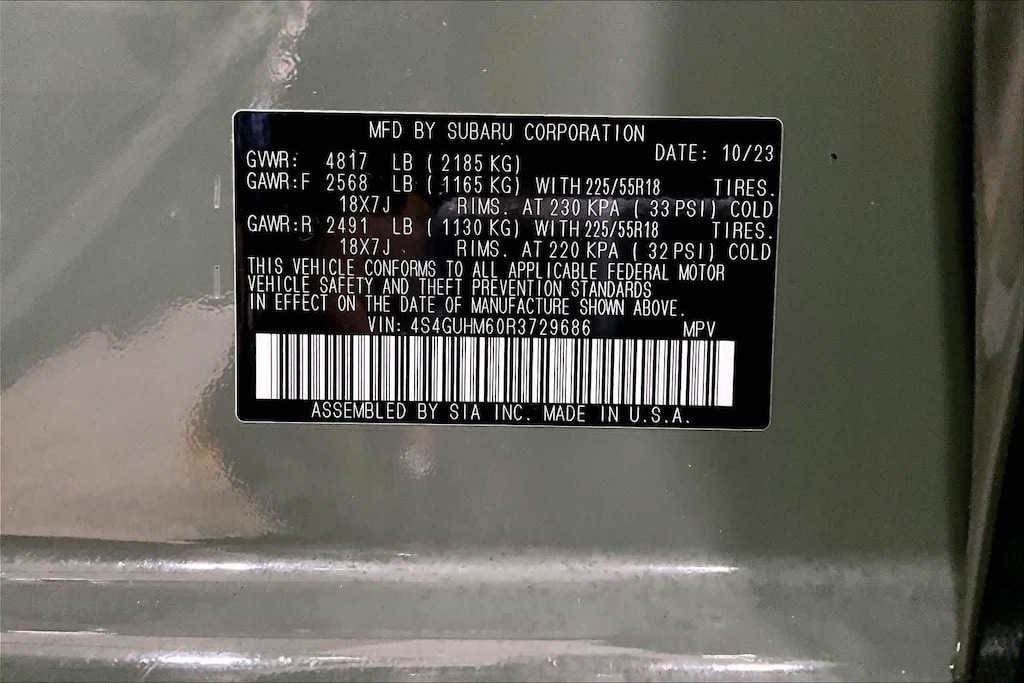 MFD BY SUBARU CORPORATION
DATE: 10/23
GVWR: 4817 LB (2185 KG)
GAWR:F 2568 LB (1165 KG) WITH 225/55R18 TIRES.
18X7J RIMS. AT 230 KPA (33 PSI) COLD
GAWR:R 2491 LB (1130 KG) WITH 225/55R18 TIRES.
18X7J RIMS. AT 220 KPA (32 PSI) COLD
THIS VEHICLE CONFORMS TO ALL APPLICABLE FEDERAL MOTOR
VEHICLE SAFETY AND THEFT PREVENTION STANDARDS
IN EFFECT ON THE DATE OF MANUFACTURE SHOWN ABOVE.
VIN: 4S4GUHM60R3729686 MPV
ASSEMBLED BY SIA INC. MADE IN U.S.A.